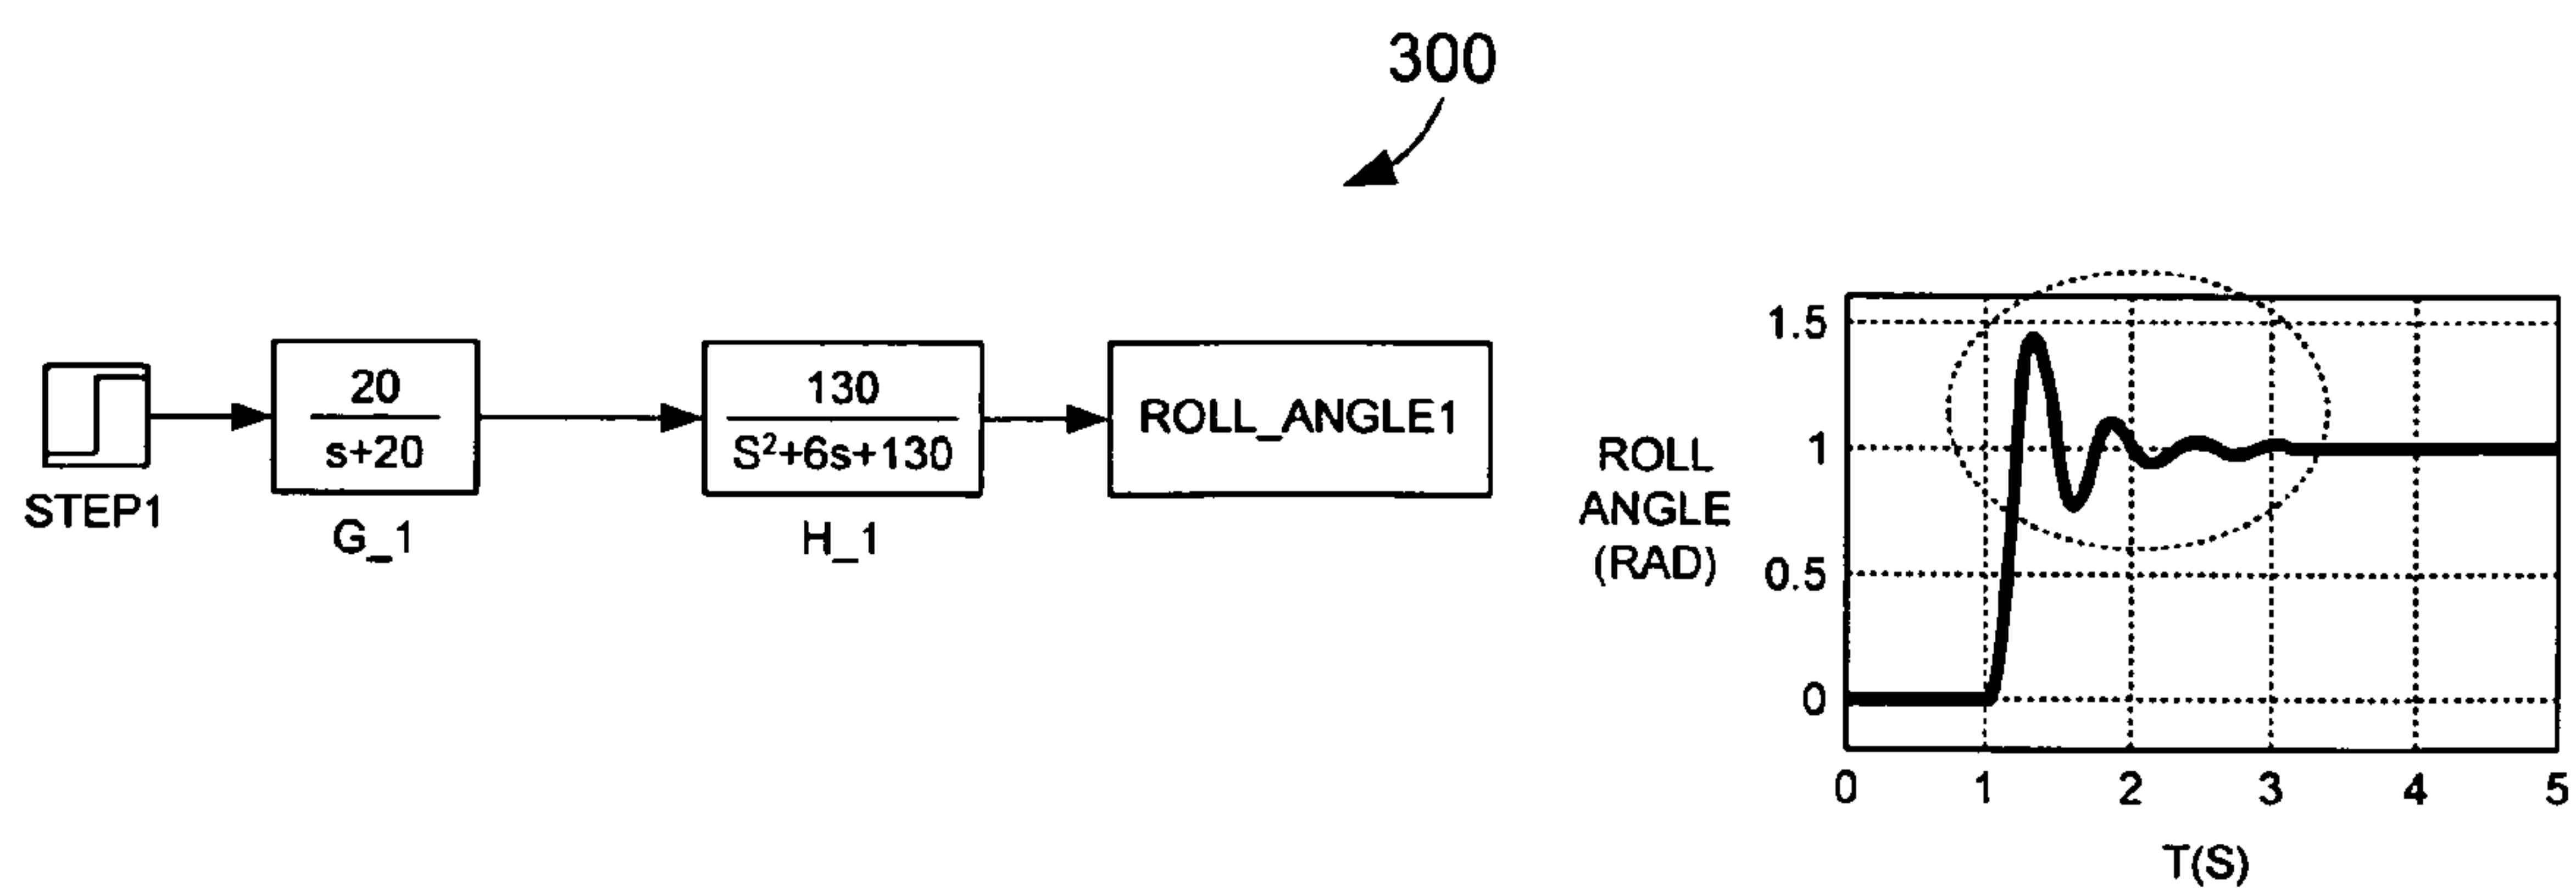 300
20
s+20
130
S²+6s+130
ROLL_ANGLE1
STEP1
G_1
H_1
ROLL
ANGLE
(RAD)
1.5
1
0.5
0
0 1 2 3 4 5
T(S)